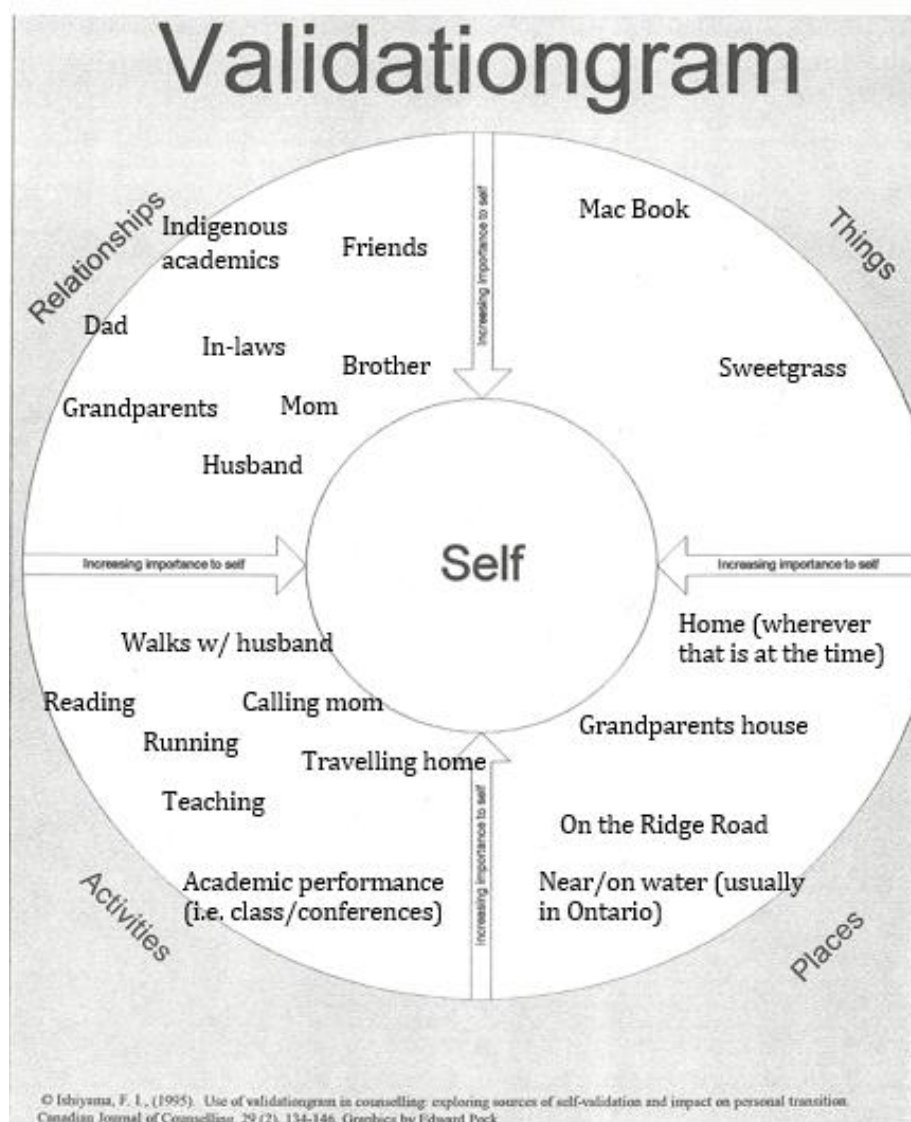 Validationgram
Relationships
Things
Indigenous
academics
Friends
Mac Book
Dad
In-laws
Brother
Sweetgrass
Grandparents
Mom
Husband
Increasing importance to self
Increasing importance to self
Self
Increasing importance to self
Walks w/ husband
Home (wherever
that is at the time)
Reading
Calling mom
Grandparents house
Running
Travelling home
Teaching
On the Ridge Road
Increasing importance to self
Academic performance
(i.e. class/conferences)
Near/on water (usually
in Ontario)
Activities
Places
© Ishiyama, F. I., (1995). Use of validationgram in counselling: exploring sources of self-validation and impact on personal transition.
Canadian Journal of Counselling, 29 (2), 134-146. Graphics by Edward Peck